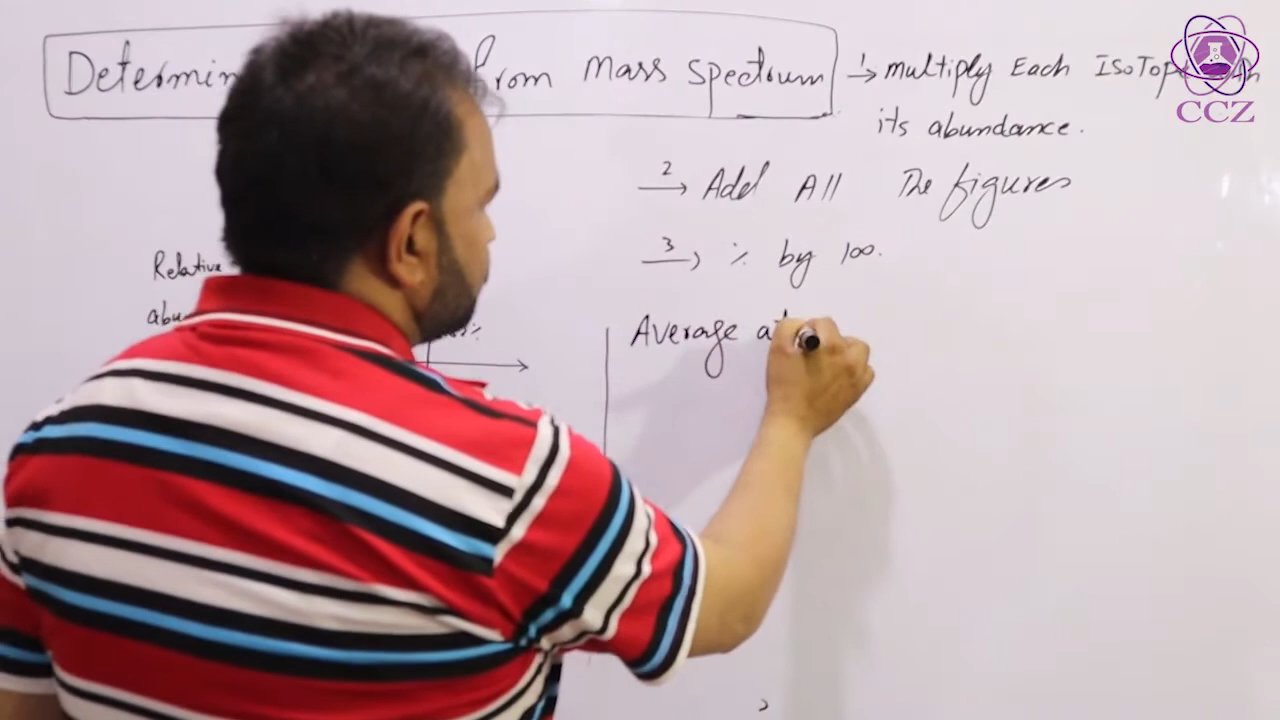 Determin from Mass Spectrum
1 → multiply Each
its abundance.
2 → Add All The figures
3 → % by 100.
Relative
Average
CCZ